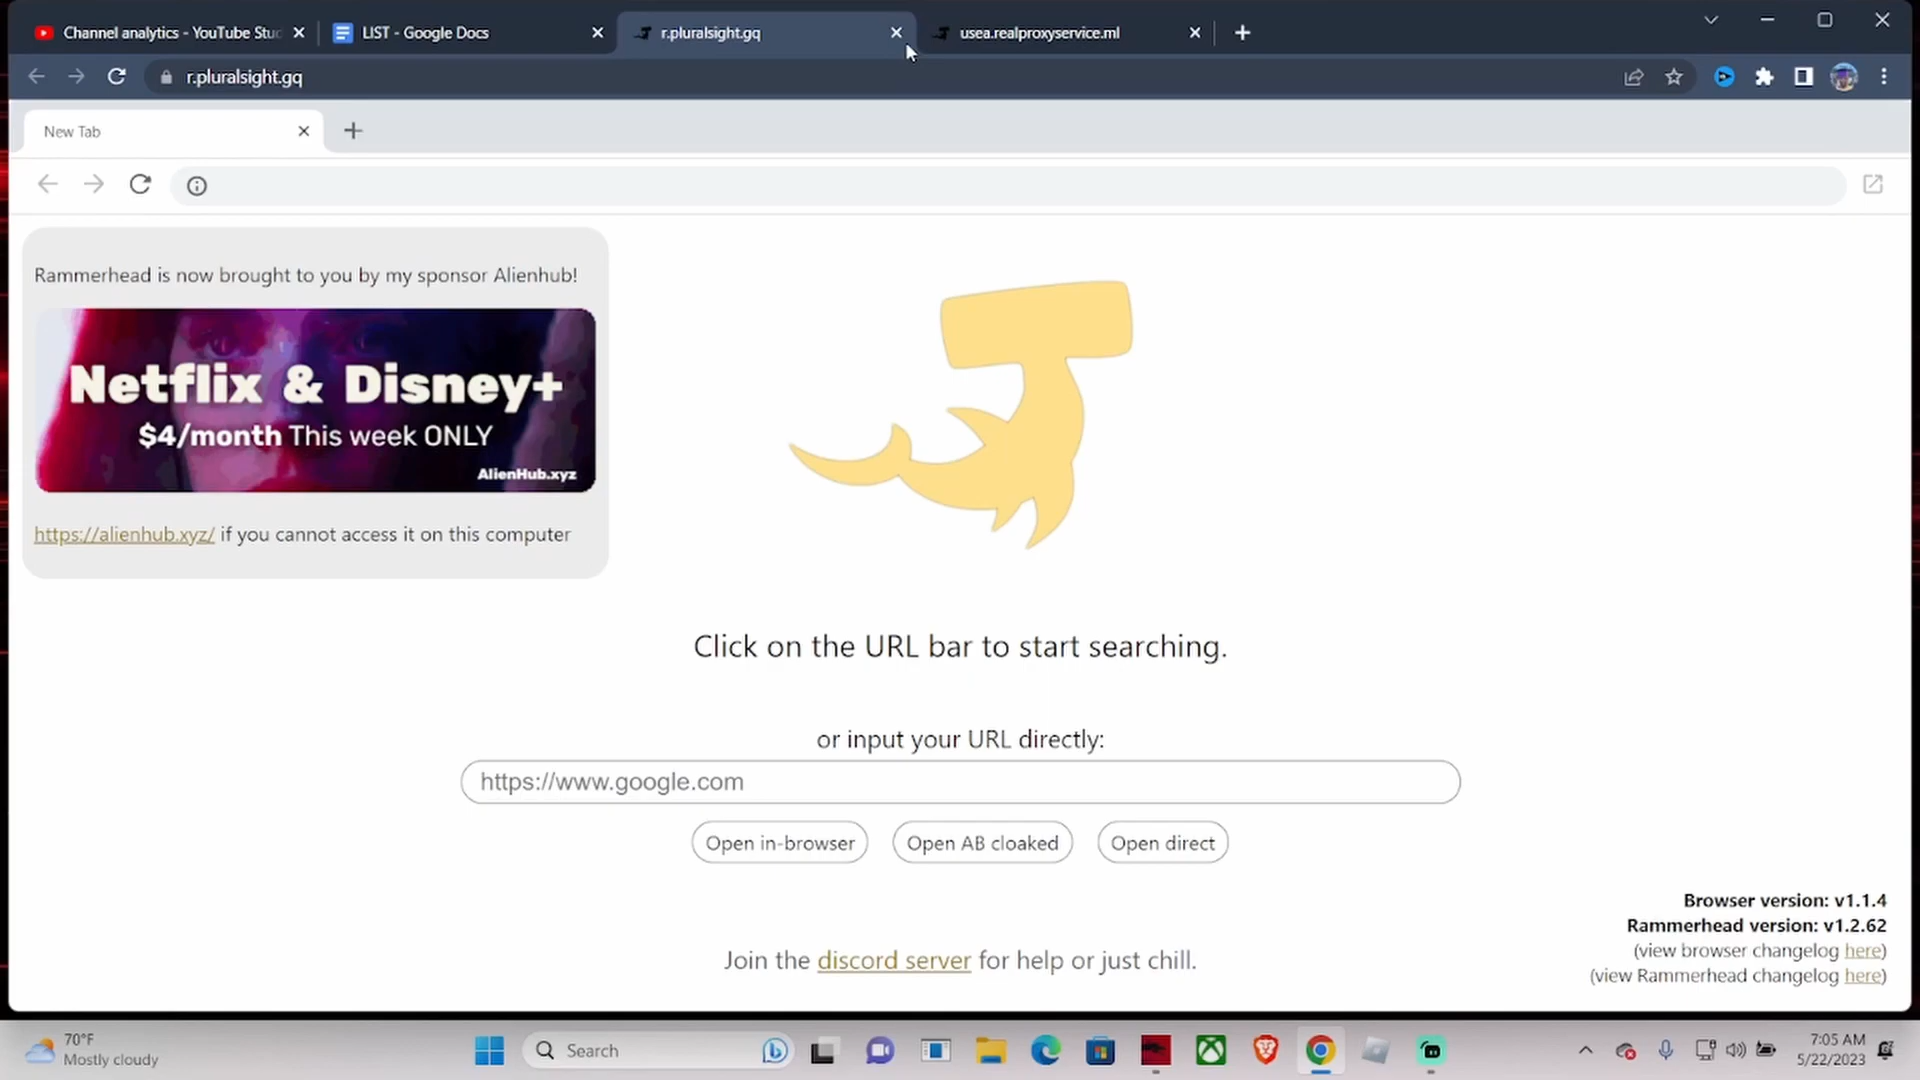 Channel analytics - YouTube Stu
LIST - Google Docs
r.pluralsight.gq
usea.realproxyservice.ml
r.pluralsight.gq
New Tab
Rammerhead is now brought to you by my sponsor Alienhub!
Netflix & Disney+
$4/month This week ONLY
AlienHub.xyz
https://alienhub.xyz/ if you cannot access it on this computer
Click on the URL bar to start searching.
or input your URL directly:
https://www.google.com
Open in-browser
Open AB cloaked
Open direct
Join the discord server for help or just chill.
Browser version: v1.1.4
Rammerhead version: v1.2.62
(view browser changelog here)
(view Rammerhead changelog here)
70°F
Mostly cloudy
Search
7:05 AM
5/22/2023